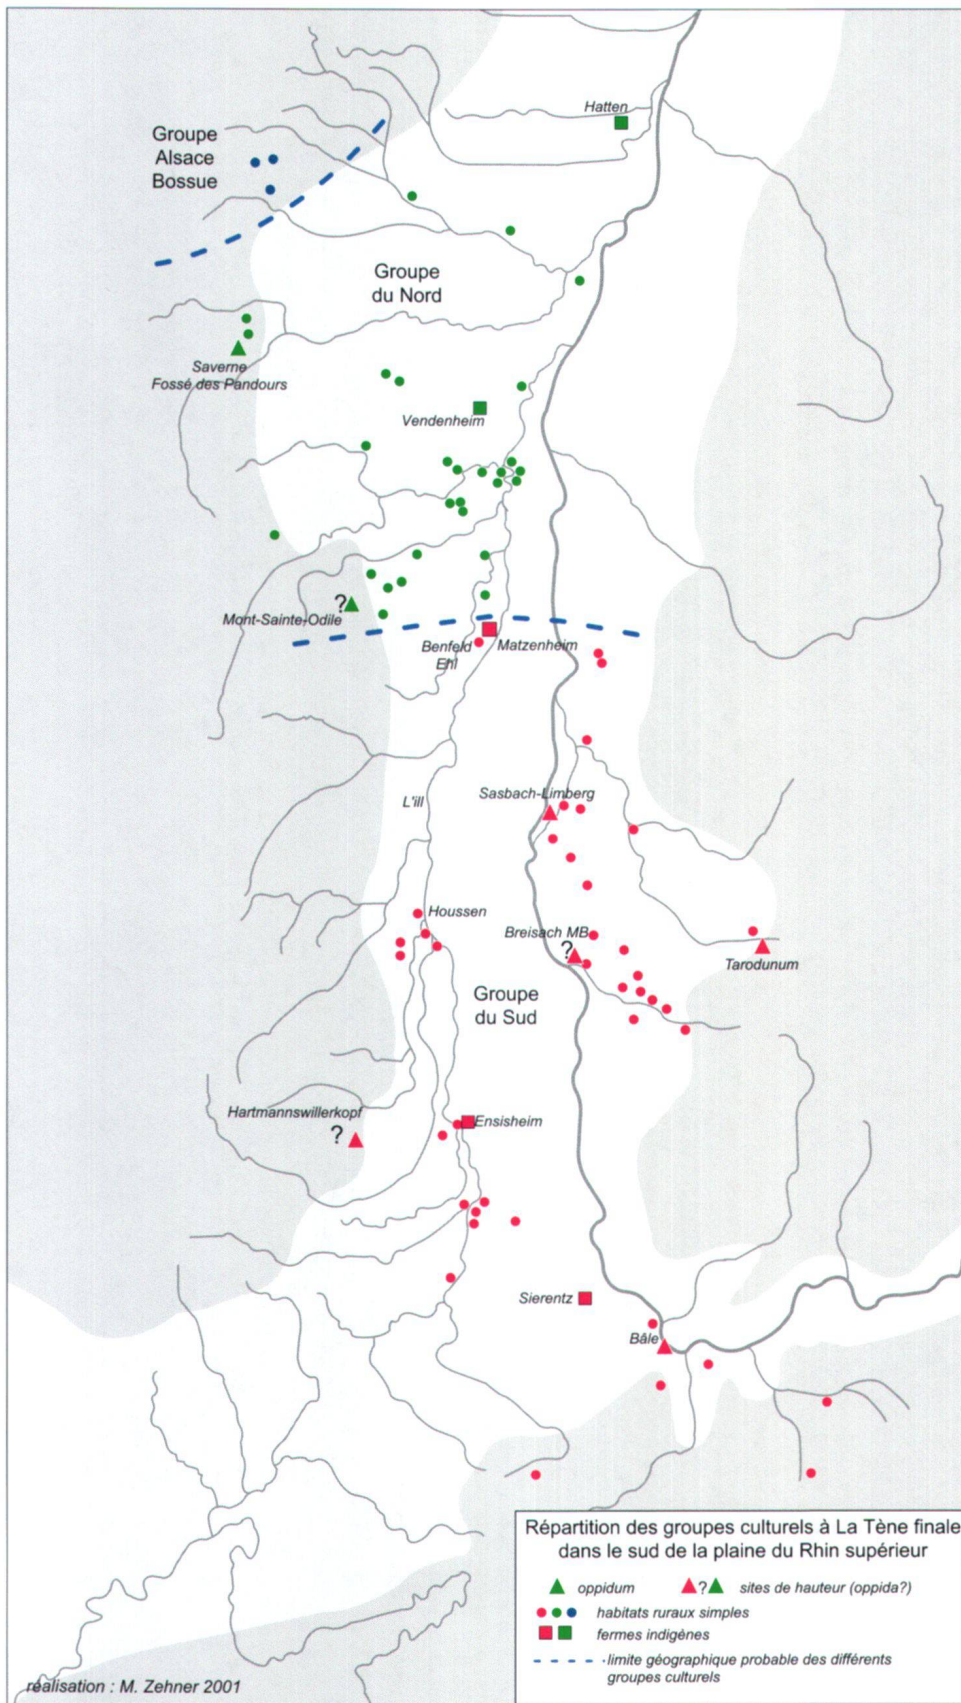 Hatten
Groupe
Alsace
Bossue
Groupe
du Nord
Saverne
Fossé des Pandours
Vendenheim
?
Mont-Sainte-Odile
Benfeld
Ehl
Matzenheim
L'ill
Sasbach-Limberg
Houssen
Breisach MB
?
Tarodunum
Groupe
du Sud
Hartmannswillerkopf
?
Ensisheim
Sierentz
Bâle
Répartition des groupes culturels à La Tène finale
dans le sud de la plaine du Rhin supérieur
oppidum
? sites de hauteur (oppida?)
habitats ruraux simples
fermes indigènes
limite géographique probable des différents
groupes culturels
réalisation : M. Zehner 2001